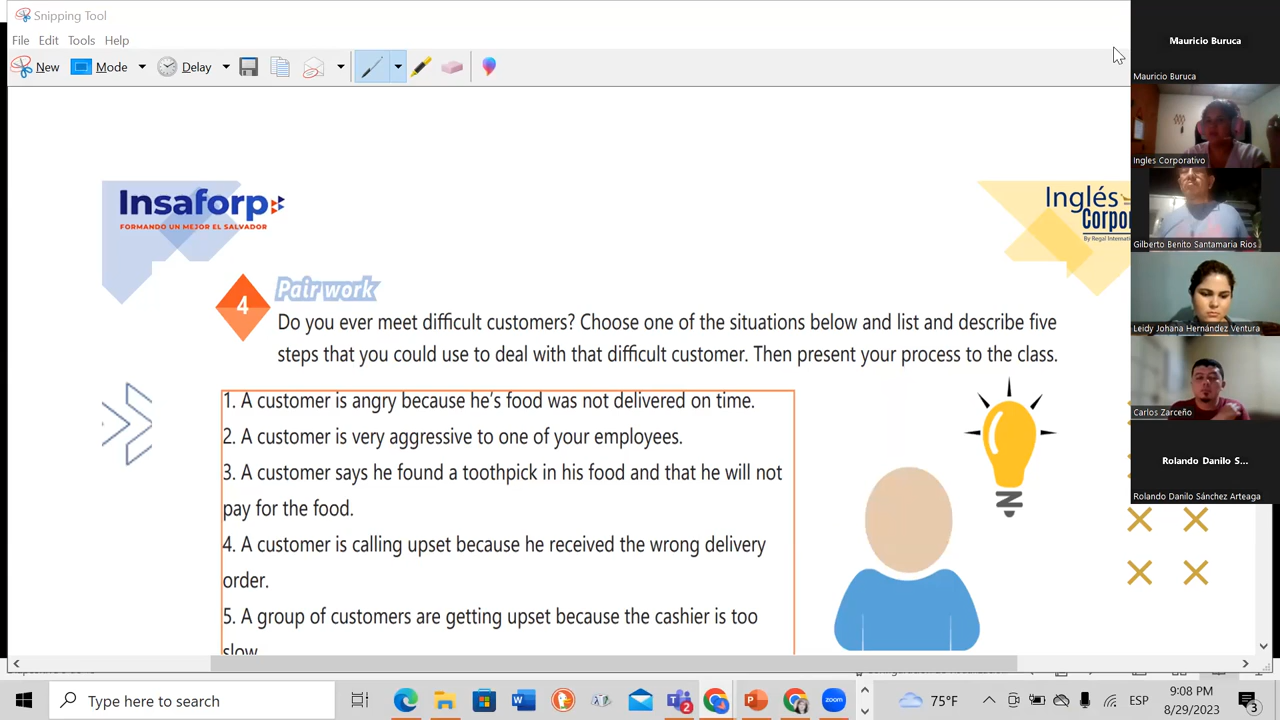 Snipping Tool
File Edit Tools Help
New Mode Delay
Mauricio Buruca
Mauricio Buruca
Ingles Corporativo
Gilberto Benito Santamaria Rios
Leidy Johana Hernández Ventura
Carlos Zarceño
Rolando Danilo S...
Rolando Danilo Sánchez Arteaga
Insaforp
FORMANDO UN MEJOR EL SALVADOR
Inglés
Corpor
By Regal Internati
4 Pair work
Do you ever meet difficult customers? Choose one of the situations below and list and describe five
steps that you could use to deal with that difficult customer. Then present your process to the class.
1. A customer is angry because he's food was not delivered on time.
2. A customer is very aggressive to one of your employees.
3. A customer says he found a toothpick in his food and that he will not
pay for the food.
4. A customer is calling upset because he received the wrong delivery
order.
5. A group of customers are getting upset because the cashier is too
slow
Type here to search
75°F
ESP
9:08 PM
8/29/2023
2
zoom
3